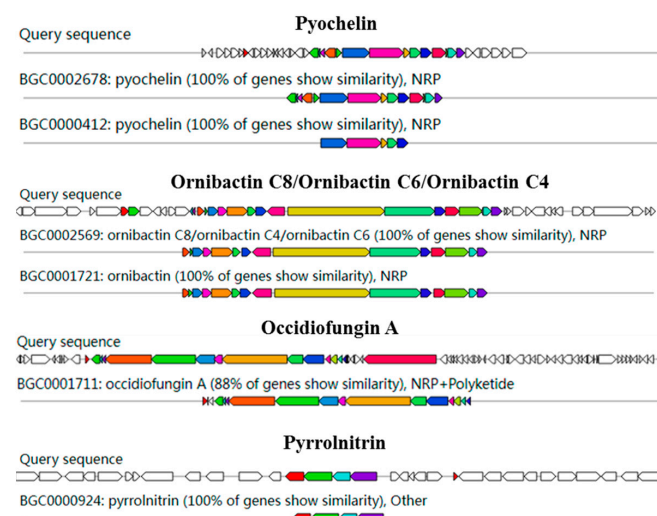 Pyochelin
Query sequence
BGC0002678: pyochelin (100% of genes show similarity), NRP
BGC0000412: pyochelin (100% of genes show similarity), NRP
Ornibactin C8/Ornibactin C6/Ornibactin C4
Query sequence
BGC0002569: ornibactin C8/ornibactin C4/ornibactin C6 (100% of genes show similarity), NRP
BGC0001721: ornibactin (100% of genes show similarity), NRP
Occidiofungin A
Query sequence
BGC0001711: occidiofungin A (88% of genes show similarity), NRP+Polyketide
Pyrrolnitrin
Query sequence
BGC0000924: pyrrolnitrin (100% of genes show similarity), Other